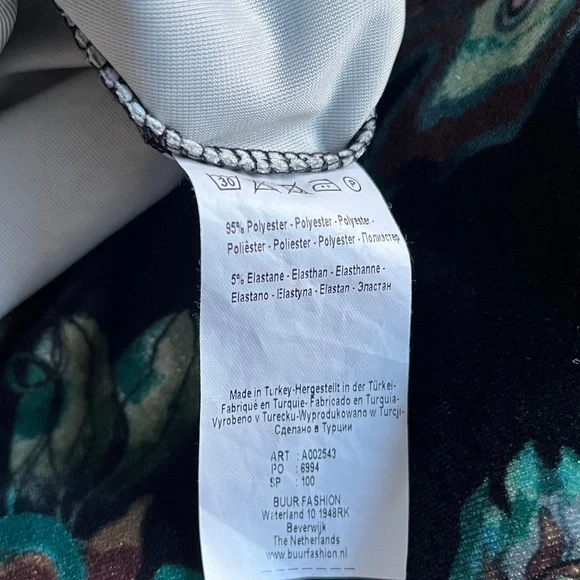 30 P
95% Polyester - Polyester - Polyester -
Poliéster - Poliester - Polyester - Полиэстер
5% Elastane - Elasthan - Elasthanne -
Elastano - Elastyna - Elastan - Эластан
Made in Turkey-Hergestellt in der Türkei-
Fabriqué en Turquie- Fabricado en Turquia-
Vyrobeno v Turecku-Wyprodukowano w Turcji-
Сделано в Турции
ART : A002543
PO : 6994
SP : 100
BUUR FASHION
Waterland 10 1948RK
Beverwijk
The Netherlands
www.buurfashion.nl